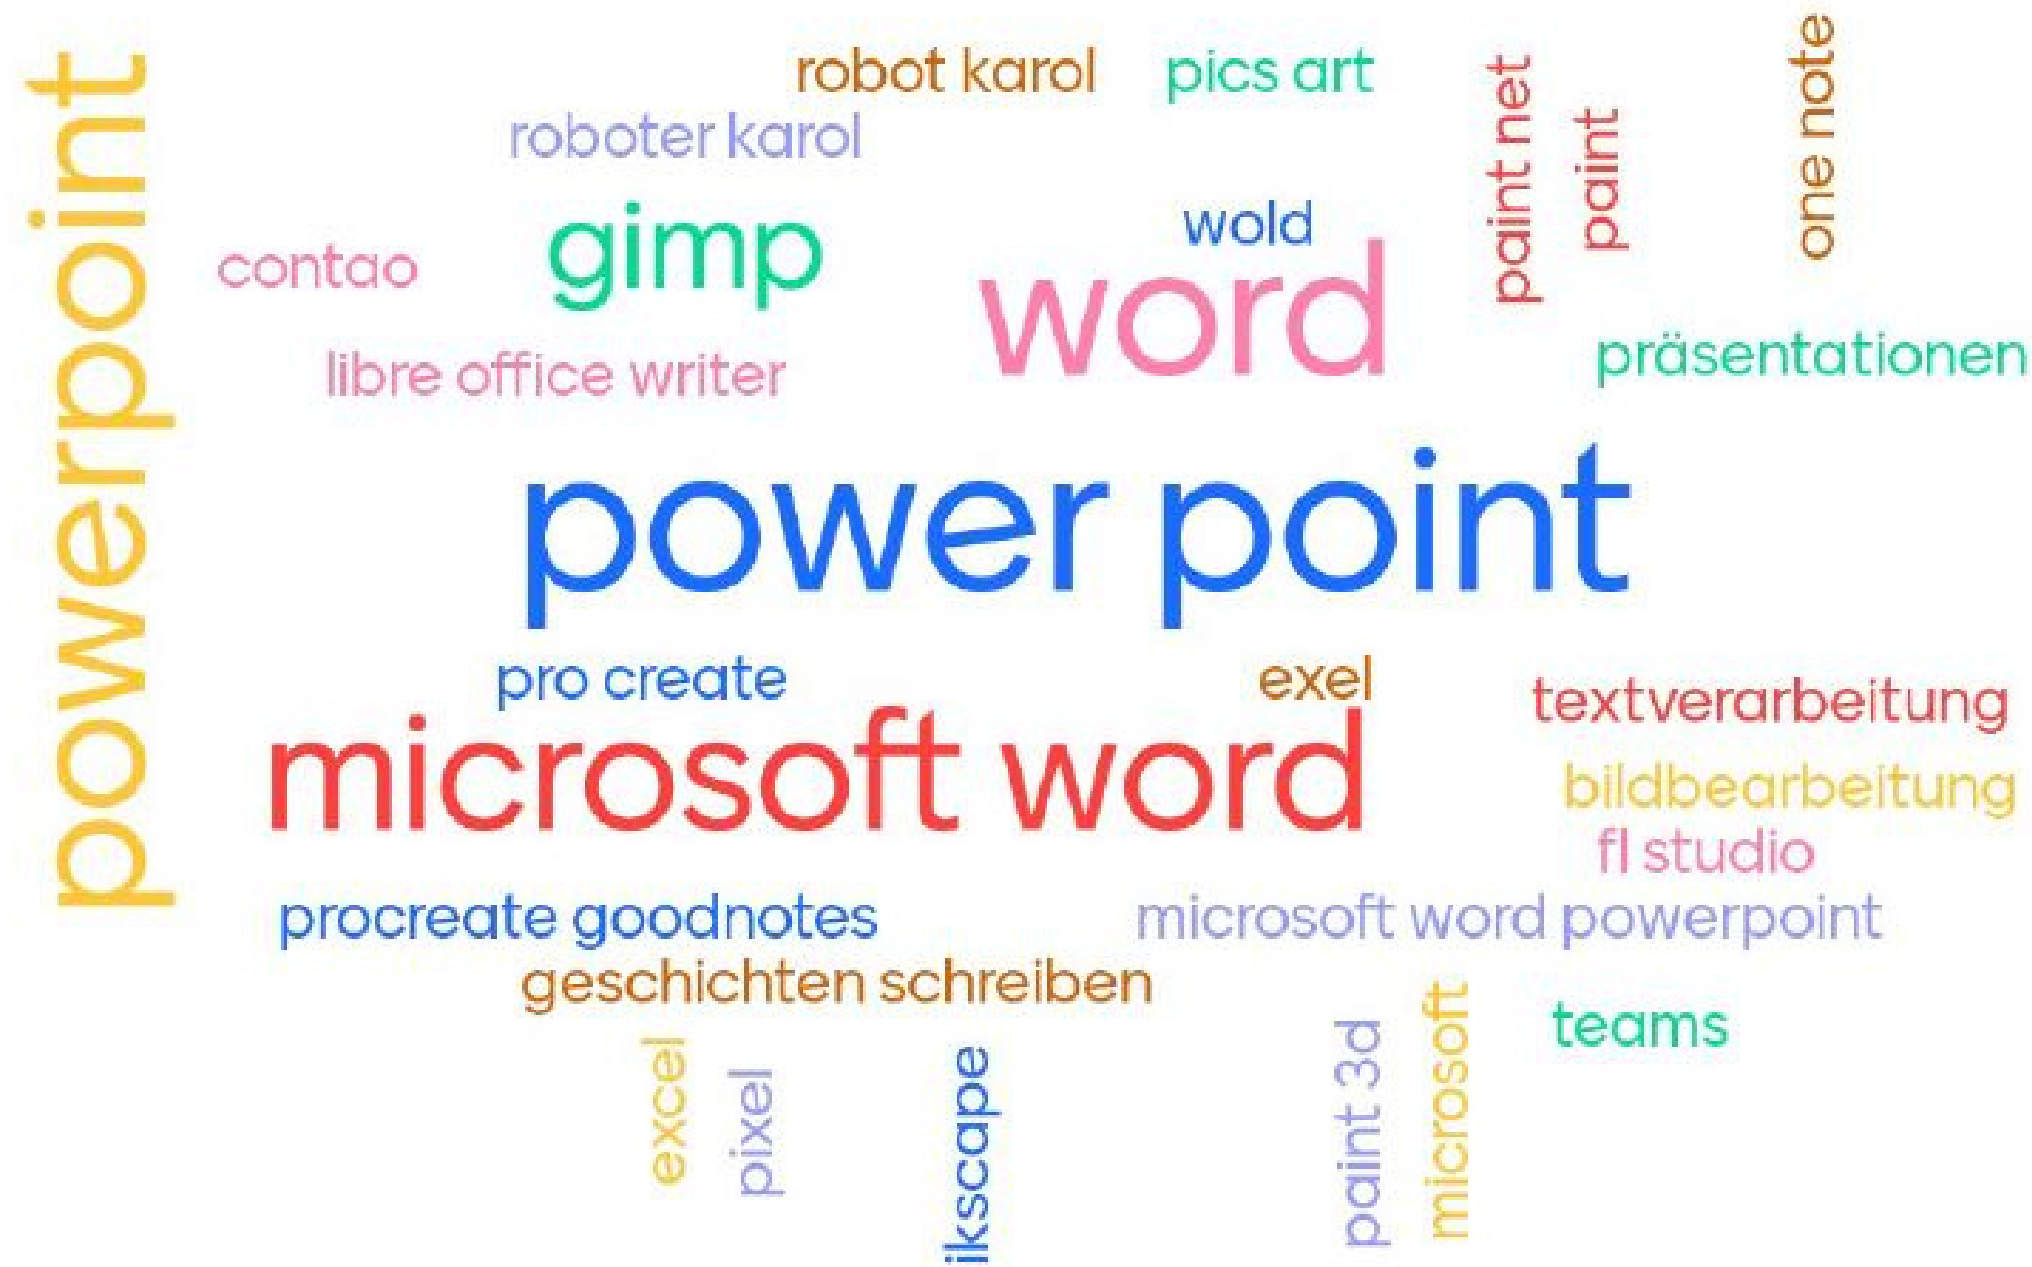 powerpoint
robot karol
pics art
paint net
paint
one note
roboter karol
gimp
wold
contao
word
libre office writer
präsentationen
power point
pro create
exel
textverarbeitung
microsoft word
bildbearbeitung
fl studio
procreate goodnotes
microsoft word powerpoint
geschichten schreiben
excel
pixel
ikscape
paint 3d
microsoft
teams